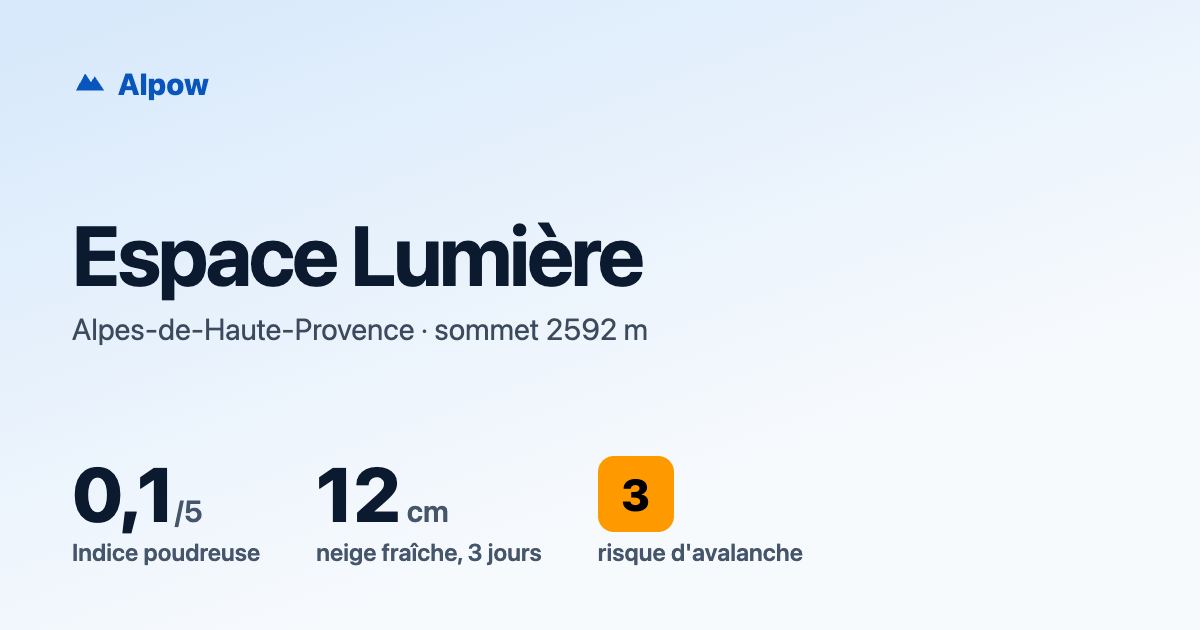 Alpow
Espace Lumière
Alpes-de-Haute-Provence · sommet 2592 m
0,1/5
Indice poudreuse
12 cm
neige fraîche, 3 jours
3
risque d'avalanche